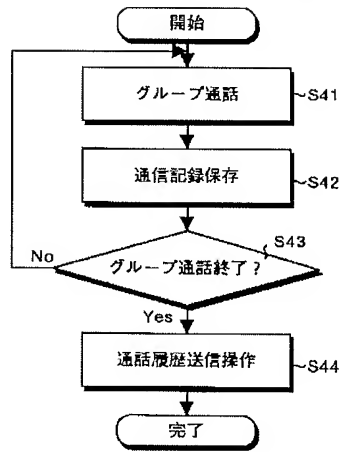 開始
グループ通話
~S41
通信記録保存
~S42
S43
グループ通話終了?
No
Yes
通話履歴送信操作
~S44
完了